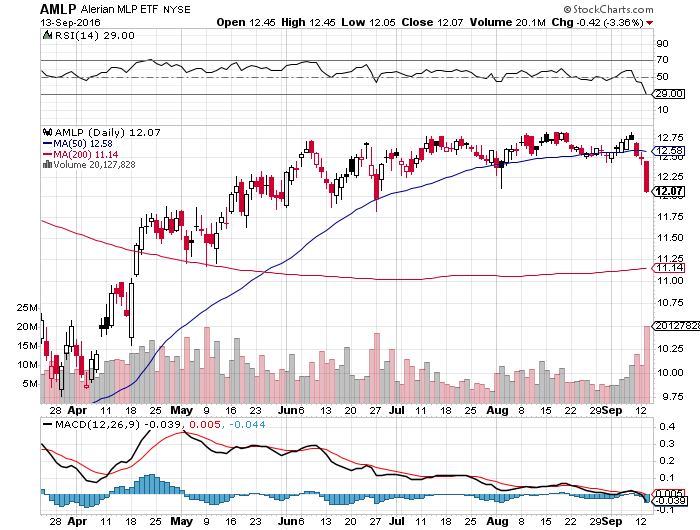 AMLP Alerian MLP ETF NYSE © StockCharts.com
13-Sep-2016 Open 12.45 High 12.45 Low 12.05 Close 12.07 Volume 20.1M Chg -0.42 (-3.36%)
RSI(14) 29.00
90
70
50
29.00
AMLP (Daily) 12.07
MA(50) 12.58
MA(200) 11.14
Volume 20,127,828
12.75
12.58
12.50
12.25
12.07
11.75
11.50
11.25
11.14
11.00
10.75
25M
20M 20127828
15M 10.25
10M 10.00
5M 9.75
28 Apr 11 18 25 May 9 16 23 Jun 6 13 20 27 Jul 11 18 25 Aug 8 15 22 29 Sep 12
MACD(12,26,9) -0.039, 0.005, -0.044
0.4
0.3
0.2
0.1
0.005
-0.039
-0.1
28 Apr 11 18 25 May 9 16 23 Jun 6 13 20 27 Jul 11 18 25 Aug 8 15 22 29 Sep 12